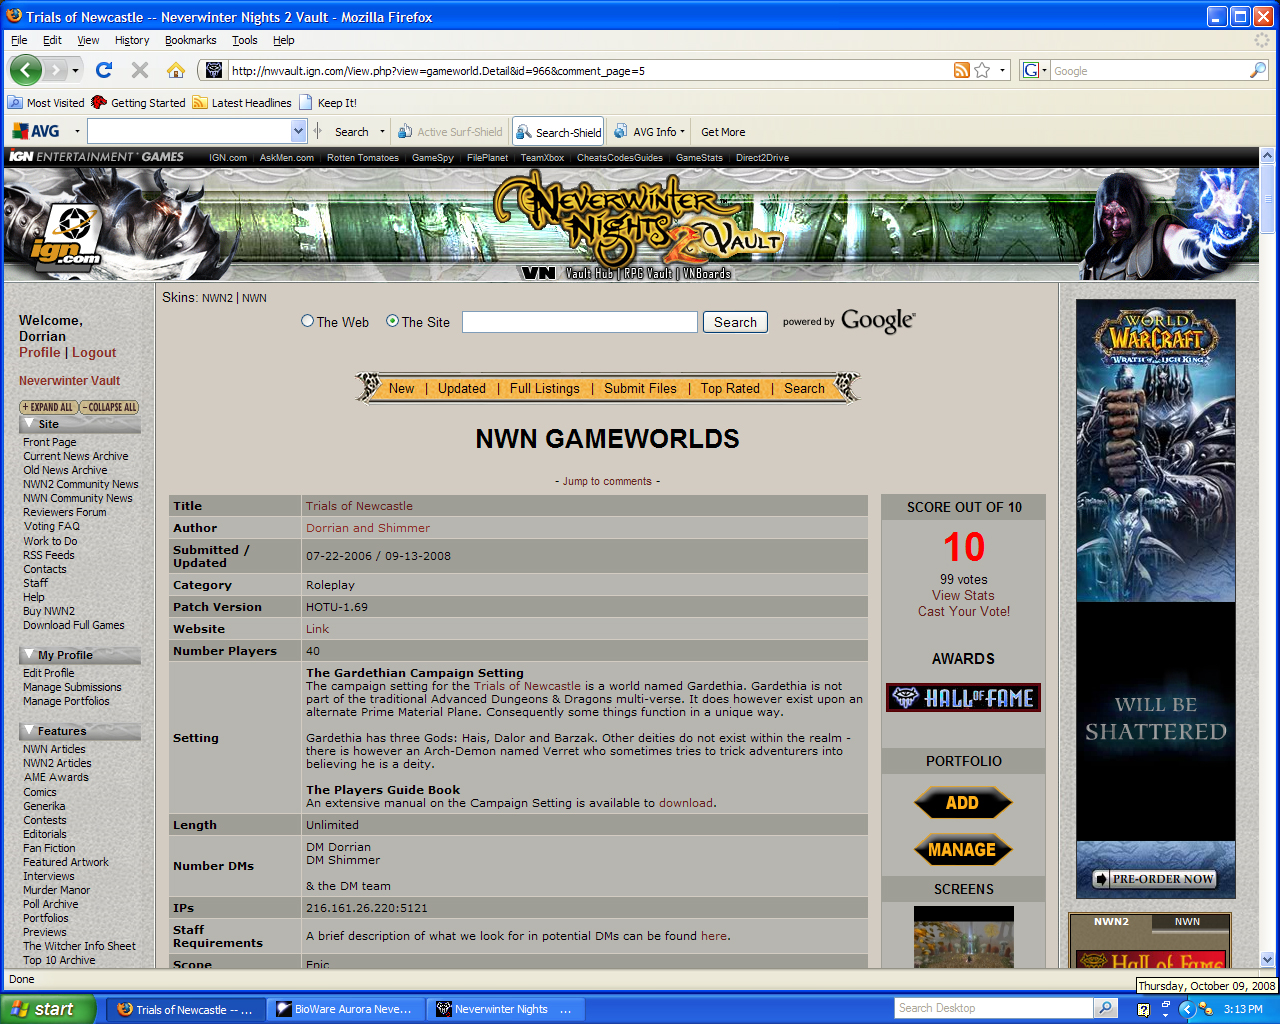 Trials of Newcastle -- Neverwinter Nights 2 Vault - Mozilla Firefox
File Edit View History Bookmarks Tools Help
http://nwvault.ign.com/View.php?view=gameworld.Detail&id=966&comment_page=5
G Google
Most Visited Getting Started Latest Headlines Keep It!
AVG Search Active Surf-Shield Search-Shield AVG Info Get More
IGN ENTERTAINMENT GAMES IGN.com | AskMen.com | Rotten Tomatoes | GameSpy | FilePlanet | TeamXbox | CheatsCodesGuides | GameStats | Direct2Drive
ign.com
NEVERWINTER NIGHTS 2 VAULT
VN Vault Hub | RPG Vault | VNBoards
Welcome,
Dorrian
Profile | Logout
Neverwinter Vault
+ EXPAND ALL - COLLAPSE ALL
Site
Front Page
Current News Archive
Old News Archive
NWN2 Community News
NWN Community News
Reviewers Forum
Voting FAQ
Work to Do
RSS Feeds
Contacts
Staff
Help
Buy NWN2
Download Full Games
My Profile
Edit Profile
Manage Submissions
Manage Portfolios
Features
NWN Articles
NWN2 Articles
AME Awards
Comics
Generika
Contests
Editorials
Fan Fiction
Featured Artwork
Interviews
Murder Manor
Poll Archive
Portfolios
Previews
The Witcher Info Sheet
Top 10 Archive
Skins: NWN2 | NWN
The Web The Site Search powered by Google
New | Updated | Full Listings | Submit Files | Top Rated | Search
NWN GAMEWORLDS
- Jump to comments -
Title Trials of Newcastle
Author Dorrian and Shimmer
Submitted / Updated 07-22-2006 / 09-13-2008
Category Roleplay
Patch Version HOTU-1.69
Website Link
Number Players 40
Setting
The Gardethian Campaign Setting
The campaign setting for the Trials of Newcastle is a world named Gardethia. Gardethia is not
part of the traditional Advanced Dungeons & Dragons multi-verse. It does however exist upon an
alternate Prime Material Plane. Consequently some things function in a unique way.
Gardethia has three Gods: Hais, Dalor and Barzak. Other deities do not exist within the realm -
there is however an Arch-Demon named Verret who sometimes tries to trick adventurers into
believing he is a deity.
The Players Guide Book
An extensive manual on the Campaign Setting is available to download.
Length Unlimited
Number DMs
DM Dorrian
DM Shimmer
& the DM team
IPs 216.161.26.220:5121
Staff Requirements A brief description of what we look for in potential DMs can be found here.
Scope Epic
SCORE OUT OF 10
10
99 votes
View Stats
Cast Your Vote!
AWARDS
HALL OF FAME
PORTFOLIO
ADD
MANAGE
SCREENS
WORLD OF WARCRAFT
WRATH OF THE LICH KING
WILL BE
SHATTERED
PRE-ORDER NOW
NWN2 NWN
Hall of Fame
Done
Thursday, October 09, 2008
start Trials of Newcastle -- ... BioWare Aurora Neve... Neverwinter Nights ... Search Desktop 3:13 PM